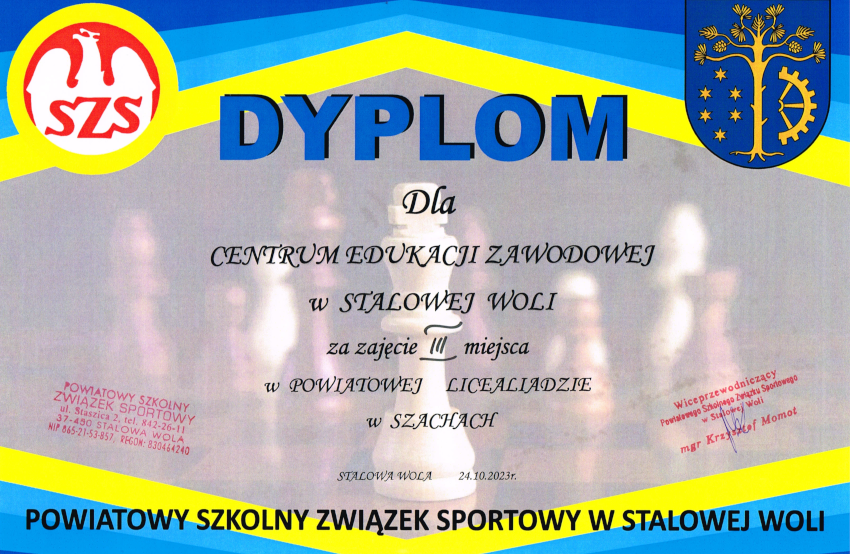 SZS
DYPLOM
Dla
CENTRUM EDUKACJI ZAWODOWEJ
w STALOWEJ WOLI
za zajęcie III miejsca
w POWIATOWEJ LICEALIADZIE
w SZACHACH
POWIATOWY SZKOLNY
ZWIĄZEK SPORTOWY
ul. Staszica 2, tel. 842-26-11
37-450 STALOWA WOLA
NIP 865-21-53-857, REGON: 830464240
Wiceprzewodniczący
Powiatowego Szkolnego Związku Sportowego
w Stalowej Woli
mgr Krzysztof Momot
STALOWA WOLA 24.10.2023r.
POWIATOWY SZKOLNY ZWIĄZEK SPORTOWY W STALOWEJ WOLI